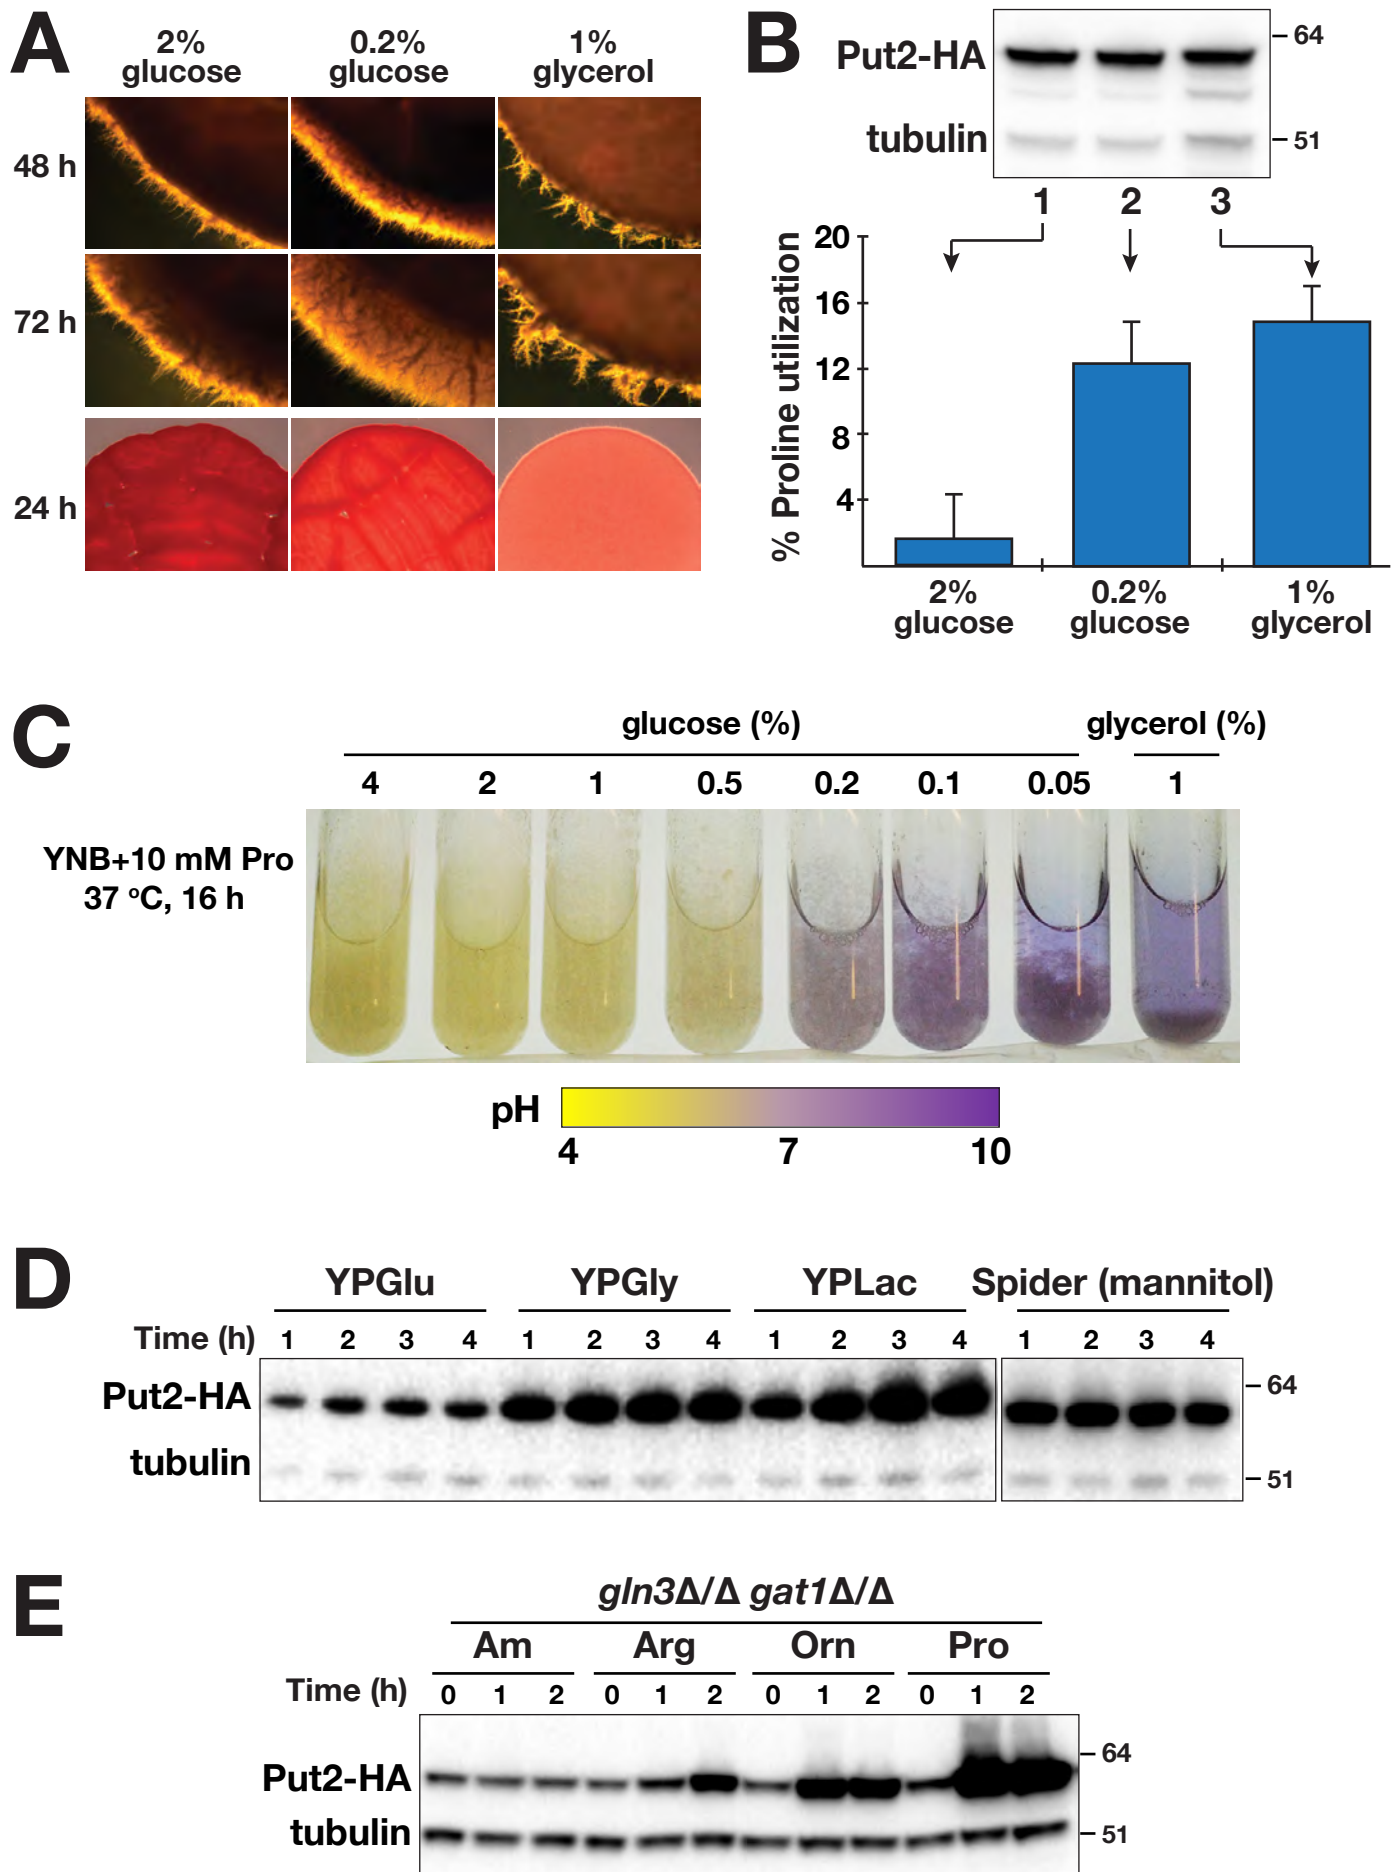 A
2%
glucose
0.2%
glucose
1%
glycerol
48 h
72 h
24 h
B
Put2-HA
tubulin
64
51
1 2 3
% Proline utilization
20
16
12
8
4
2%
glucose
0.2%
glucose
1%
glycerol
C
glucose (%) glycerol (%)
4 2 1 0.5 0.2 0.1 0.05 1
YNB+10 mM Pro
37 ºC, 16 h
pH
4 7 10
D
YPGlu YPGly YPLac Spider (mannitol)
Time (h) 1 2 3 4 1 2 3 4 1 2 3 4 1 2 3 4
Put2-HA
tubulin
64
51
E
gln3Δ/Δ gat1Δ/Δ
Am Arg Orn Pro
Time (h) 0 1 2 0 1 2 0 1 2 0 1 2
Put2-HA
tubulin
64
51